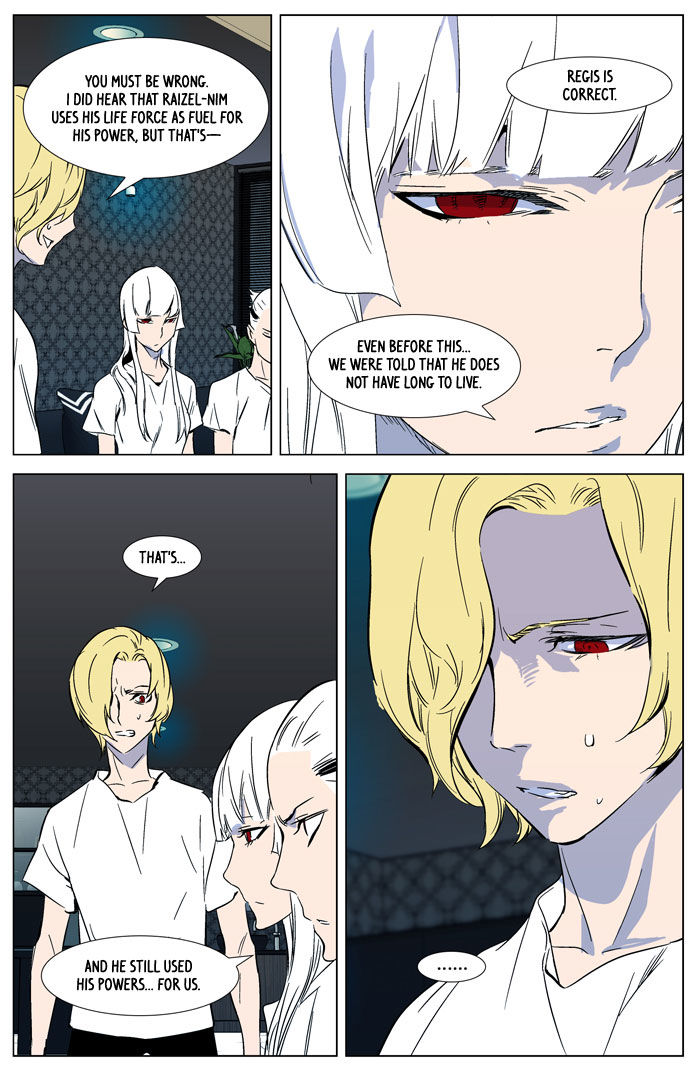 YOU MUST BE WRONG.
I DID HEAR THAT RAIZEL-NIM
USES HIS LIFE FORCE AS FUEL FOR
HIS POWER, BUT THAT'S—
REGIS IS
CORRECT.
EVEN BEFORE THIS...
WE WERE TOLD THAT HE DOES
NOT HAVE LONG TO LIVE.
THAT'S...
AND HE STILL USED
HIS POWERS... FOR US.
......